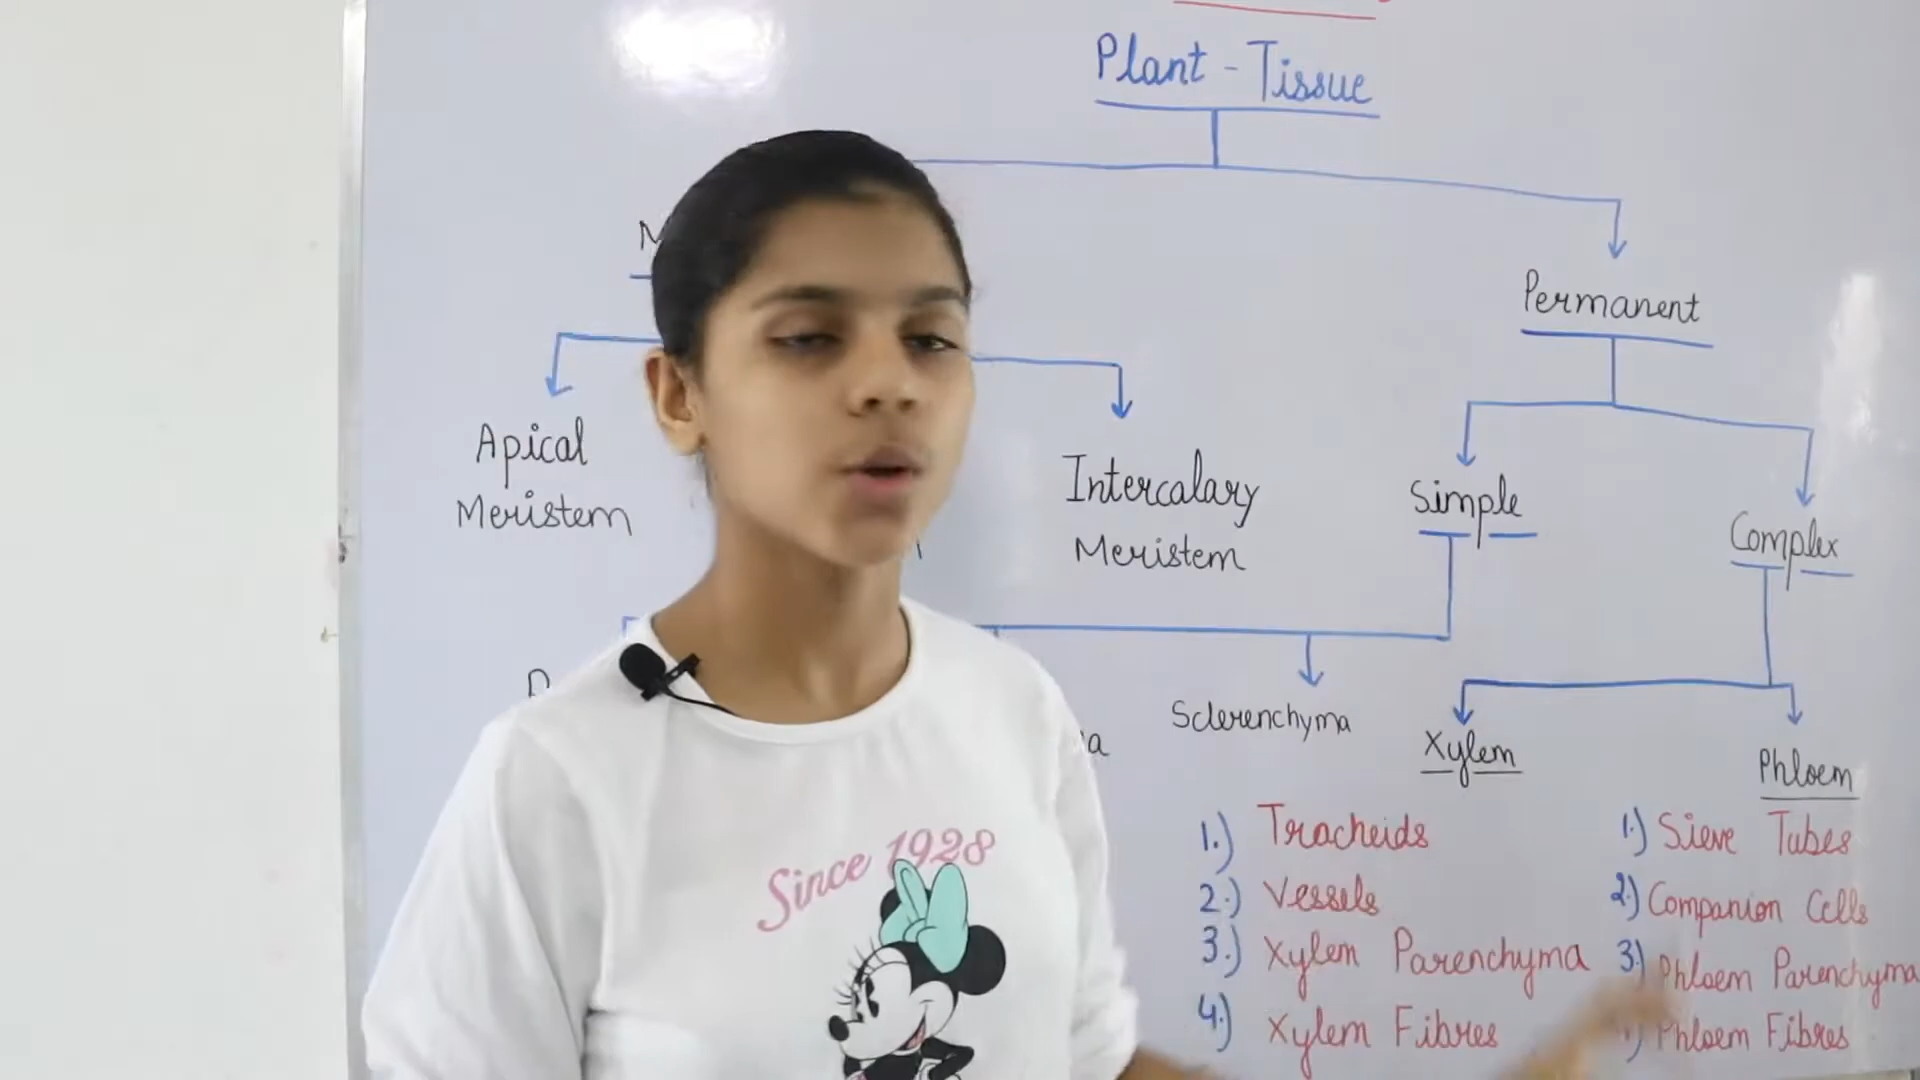 Plant - Tissue
Permanent
Apical
Meristem
Intercalary
Meristem
Simple
Complex
Sclerenchyma
Xylem
Phloem
1.) Tracheids
2.) Vessels
3.) Xylem Parenchyma
4.) Xylem Fibres
1.) Sieve Tubes
2.) Companion Cells
3.) Phloem Parenchyma
Phloem Fibres
Since 1928